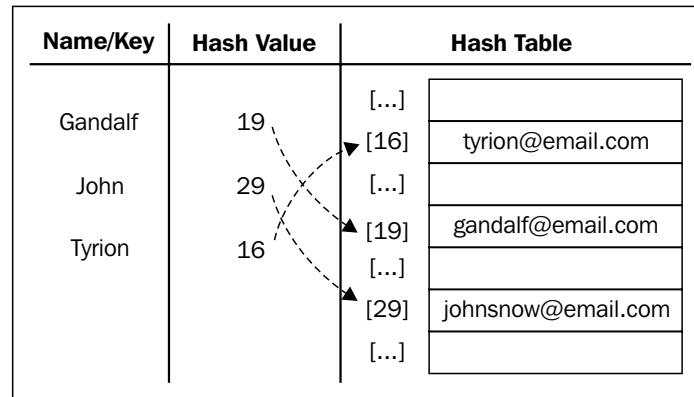 Name/Key Hash Value Hash Table
[...]
Gandalf 19
[16] tyrion@email.com
John 29 [...]
[19] gandalf@email.com
Tyrion 16
[...]
[29] johnsnow@email.com
[...]